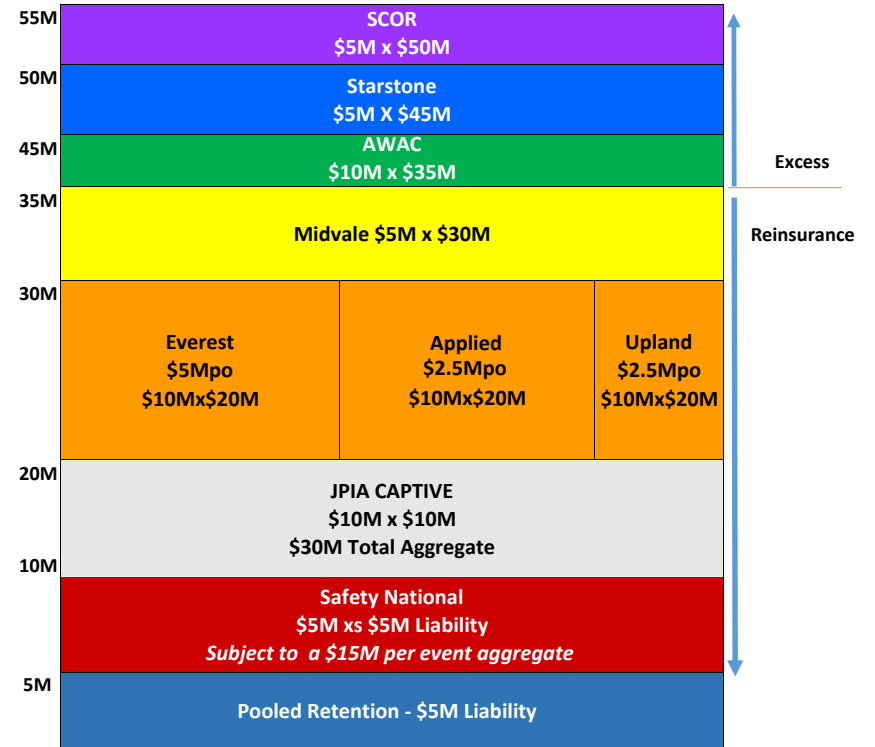 55M
SCOR
$5M x $50M
50M
Starstone
$5M X $45M
45M
AWAC
$10M x $35M
Excess
35M
Midvale $5M x $30M
Reinsurance
30M
Everest
$5Mpo
$10Mx$20M
Applied
$2.5Mpo
$10Mx$20M
Upland
$2.5Mpo
$10Mx$20M
20M
JPIA CAPTIVE
$10M x $10M
$30M Total Aggregate
10M
Safety National
$5M xs $5M Liability
Subject to a $15M per event aggregate
5M
Pooled Retention - $5M Liability